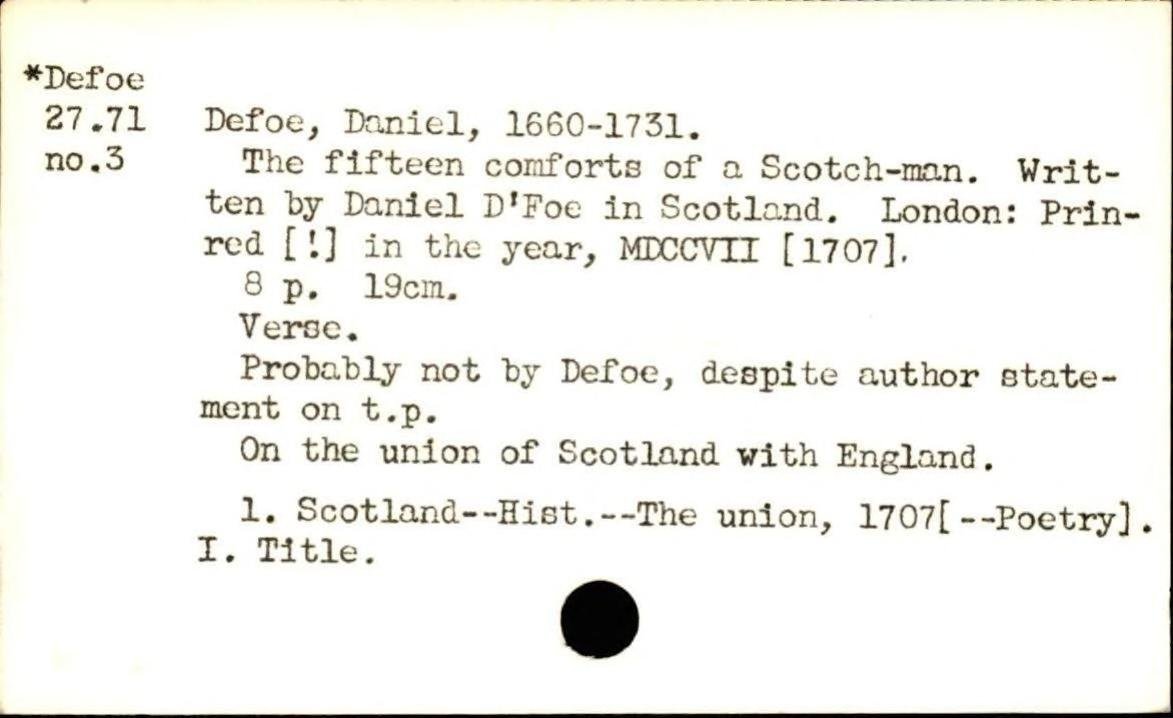 *Defoe
27.71 Defoe, Daniel, 1660-1731.
no.3 The fifteen comforts of a Scotch-man. Writ-
ten by Daniel D'Foe in Scotland. London: Prin-
red [!] in the year, MDCCVII [1707].
8 p. 19cm.
Verse.
Probably not by Defoe, despite author state-
ment on t.p.
On the union of Scotland with England.
1. Scotland--Hist.--The union, 1707[--Poetry].
I. Title.